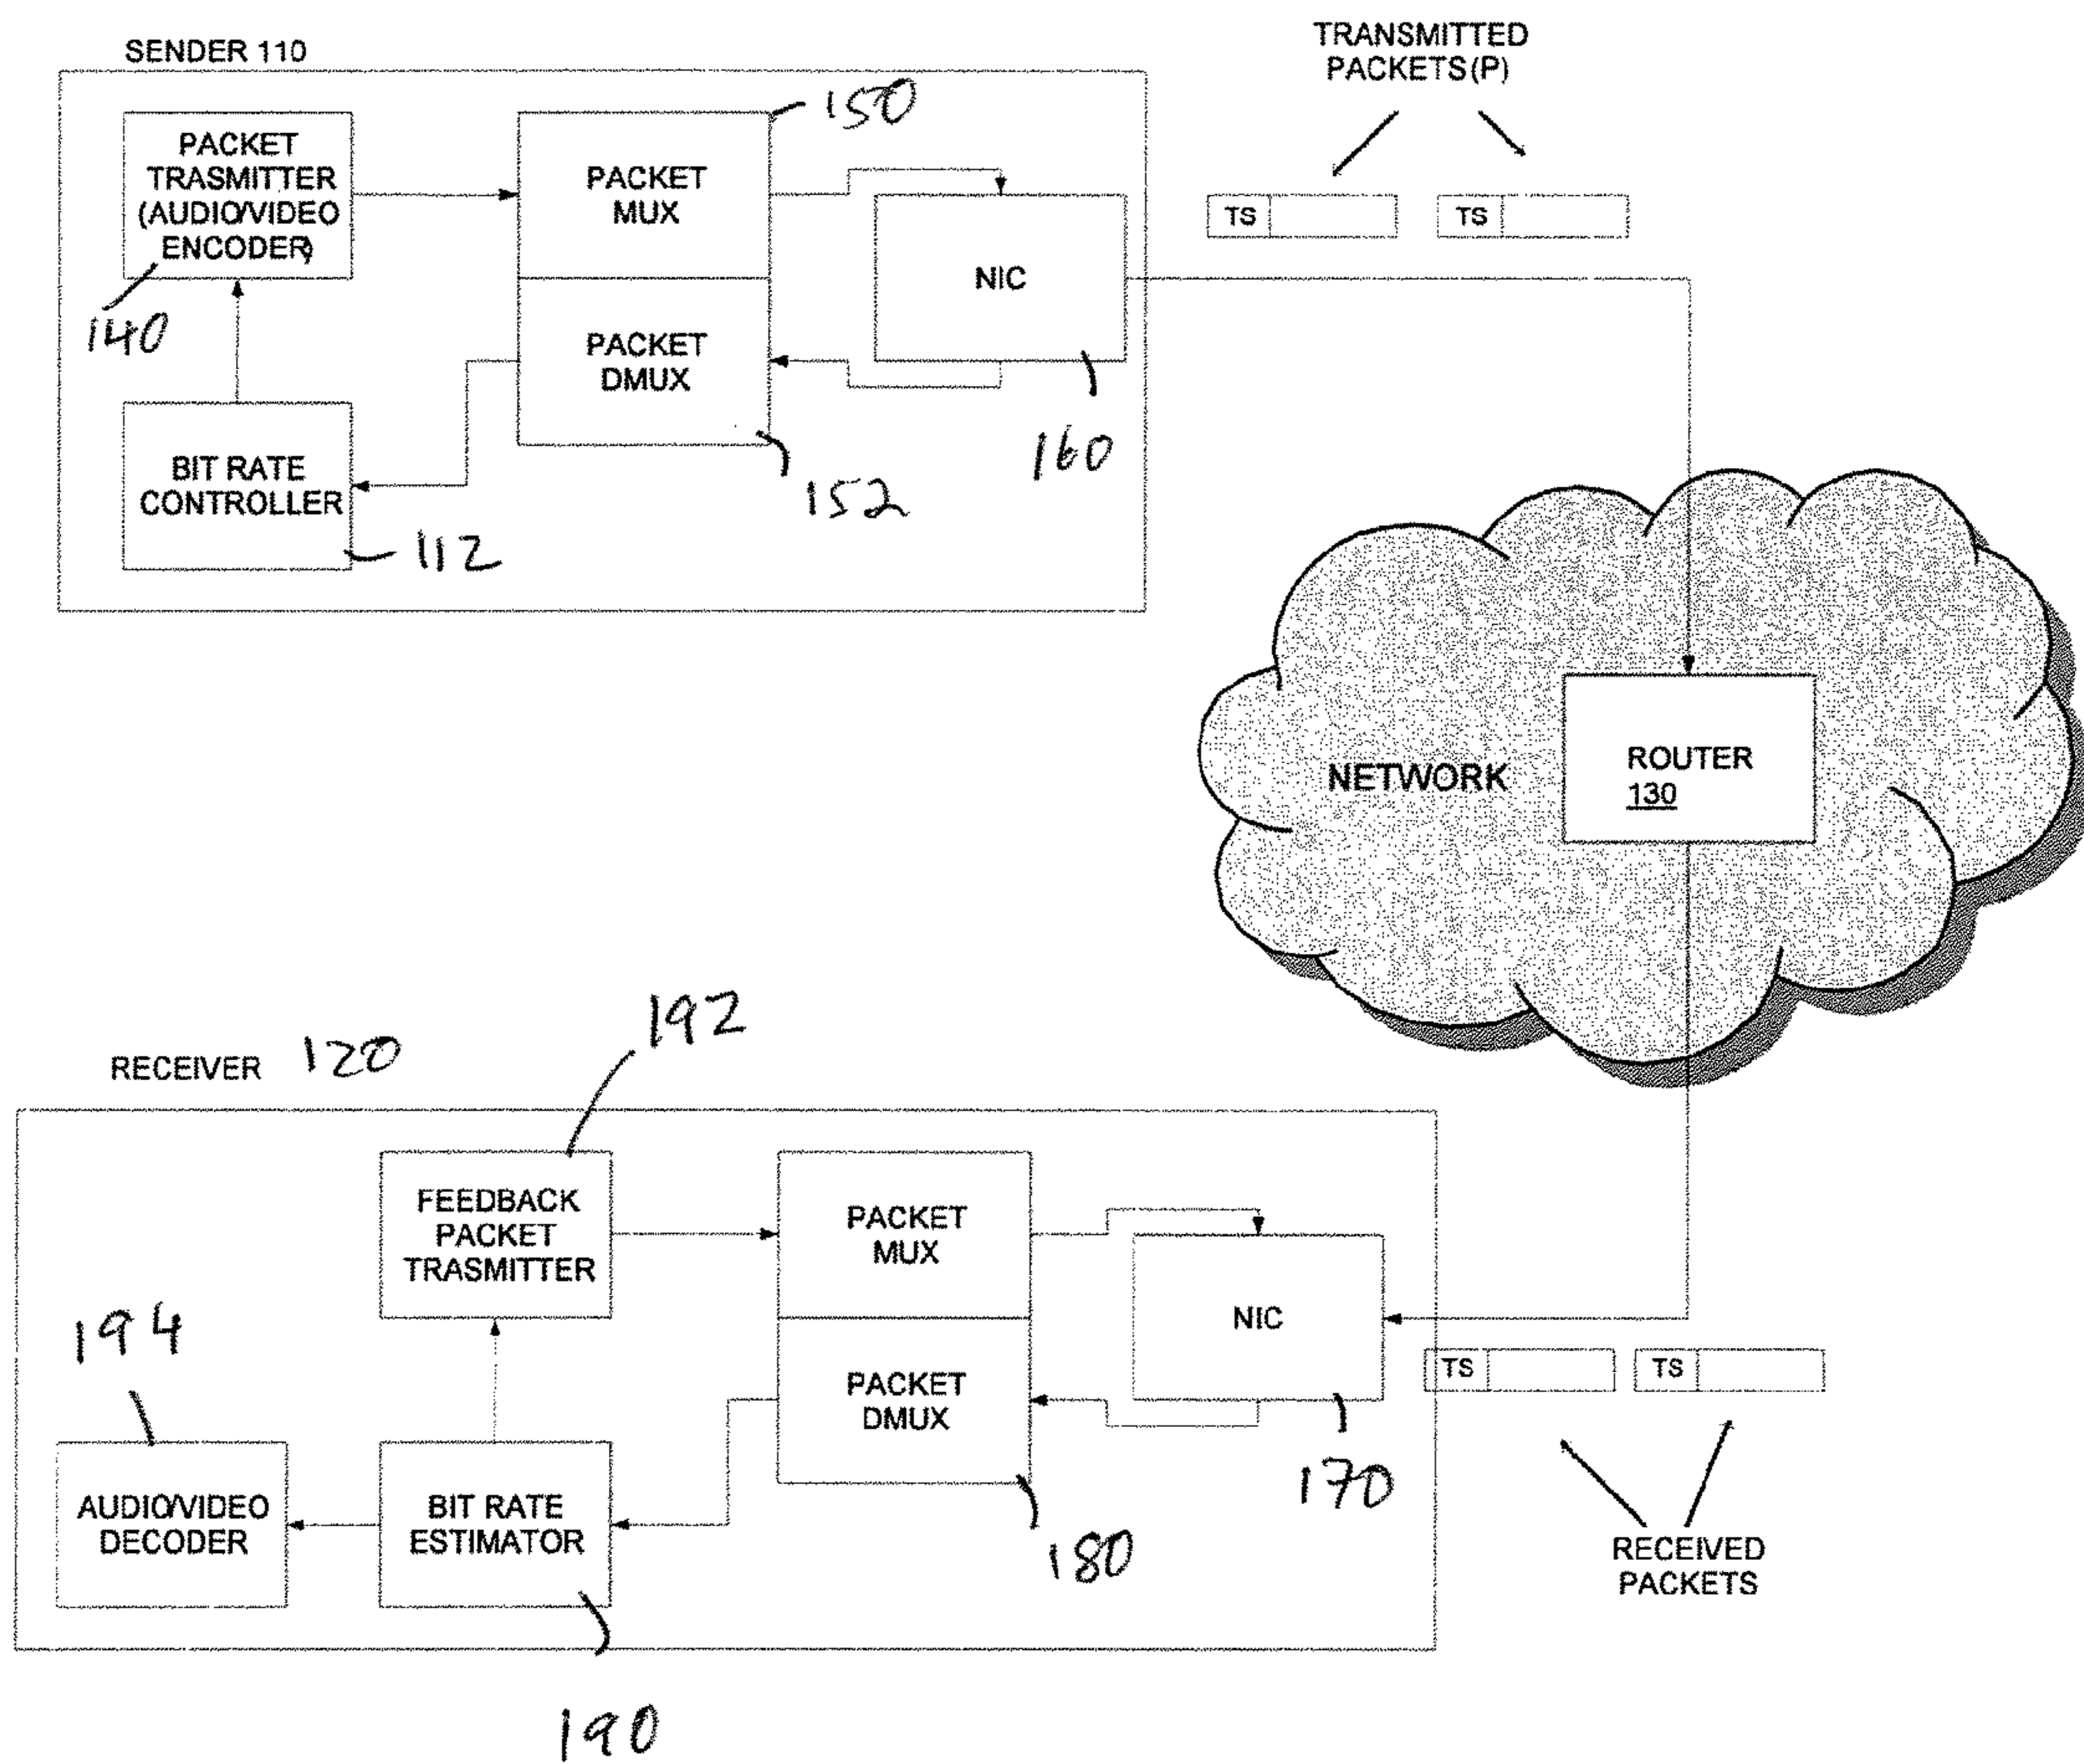 SENDER 110
TRANSMITTED
PACKETS(P)
PACKET
TRASMITTER
(AUDIO/VIDEO
ENCODER)
140
PACKET
MUX
150
NIC
160
TS
TS
PACKET
DMUX
152
BIT RATE
CONTROLLER
112
NETWORK
ROUTER
130
RECEIVER 120
192
FEEDBACK
PACKET
TRASMITTER
PACKET
MUX
NIC
170
TS
TS
194
AUDIO/VIDEO
DECODER
BIT RATE
ESTIMATOR
PACKET
DMUX
180
RECEIVED
PACKETS
190